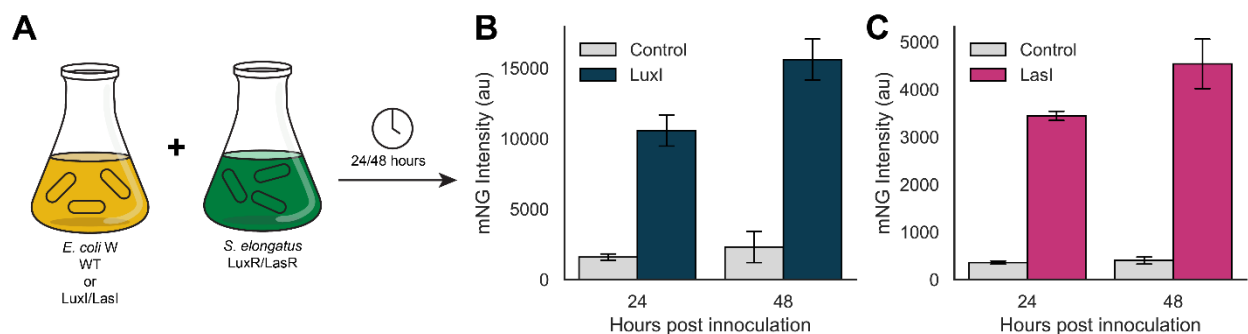 A
+
24/48 hours
E. coli W
WT
or
LuxI/LasI
S. elongatus
LuxR/LasR
B
mNG Intensity (au)
Control
LuxI
15000
10000
5000
0
24
48
Hours post innoculation
C
mNG Intensity (au)
Control
LasI
5000
4000
3000
2000
1000
0
24
48
Hours post innoculation